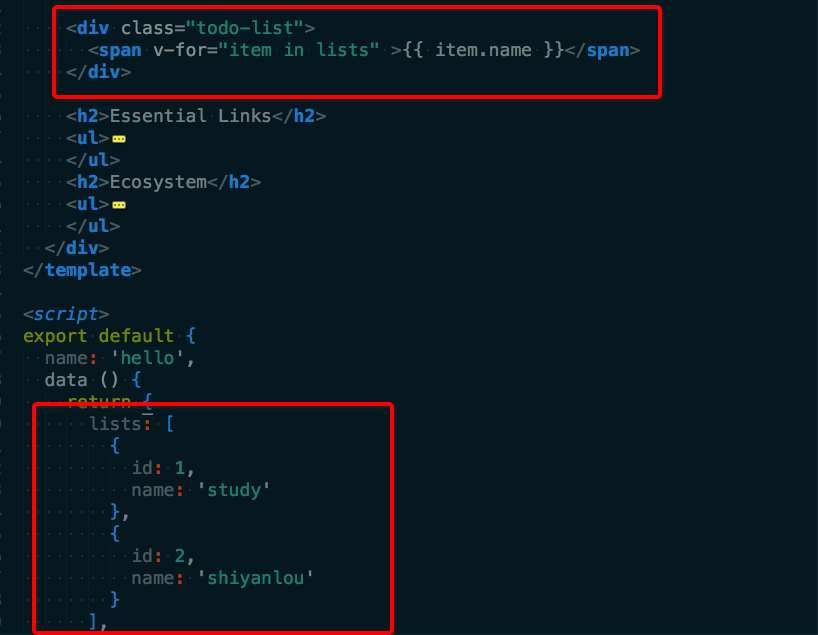 <div class="todo-list">
<span v-for="item in lists" >{{ item.name }}</span>
</div>
<h2>Essential Links</h2>
<ul>
</ul>
<h2>Ecosystem</h2>
<ul>
</ul>
</div>
</template>
<script>
export default {
name: 'hello',
data () {
return {
lists: [
{
id: 1,
name: 'study'
},
{
id: 2,
name: 'shiyanlou'
}
],